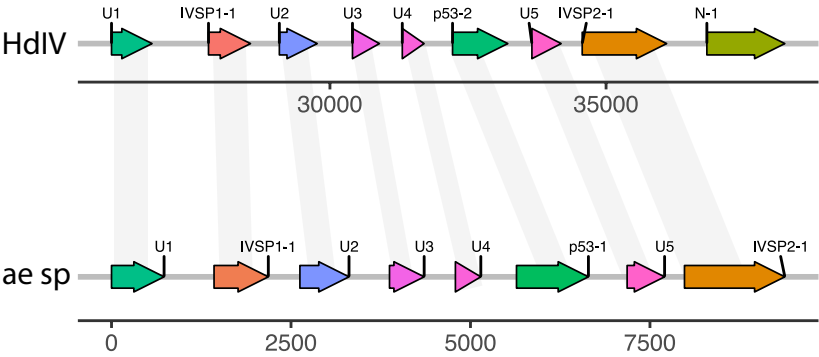 U1 IVSP1-1 U2 U3 U4 p53-2 U5 IVSP2-1 N-1
HdIV
30000 35000
U1 IVSP1-1 U2 U3 U4 p53-1 U5 IVSP2-1
ae sp
0 2500 5000 7500